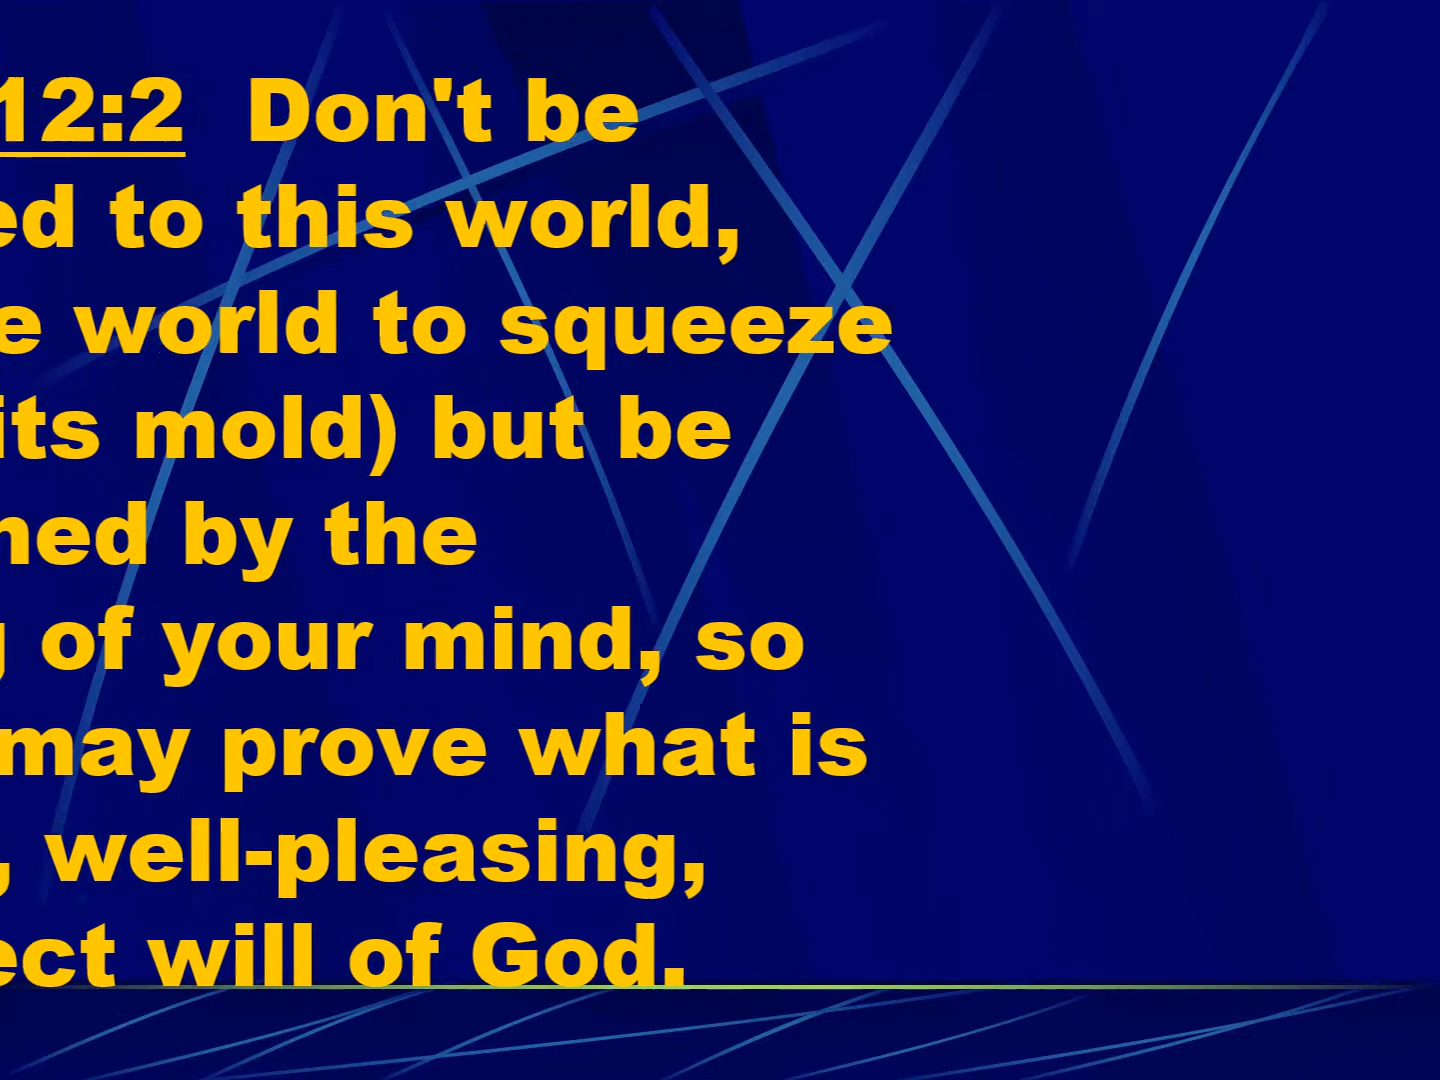 12:2 Don't be
ed to this world,
e world to squeeze
its mold) but be
ned by the
of your mind, so
may prove what is
, well-pleasing,
ect will of God.